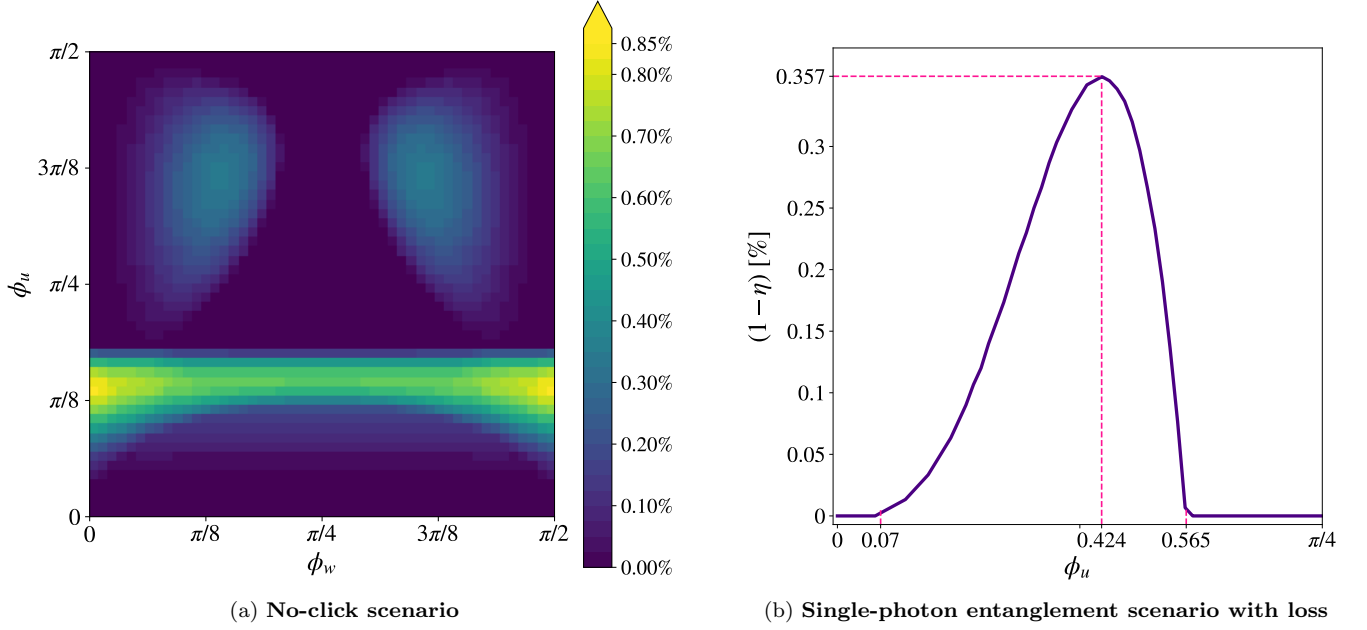 π/2
3π/8
π/4
π/8
0
ϕu
0
π/8
π/4
3π/8
π/2
ϕw
0.85%
0.80%
0.70%
0.60%
0.50%
0.40%
0.30%
0.20%
0.10%
0.00%
(a) No-click scenario
0.357
0.3
0.25
0.2
0.15
0.1
0.05
0
(1 − η) [%]
0
0.07
0.424
0.565
π/4
ϕu
(b) Single-photon entanglement scenario with loss